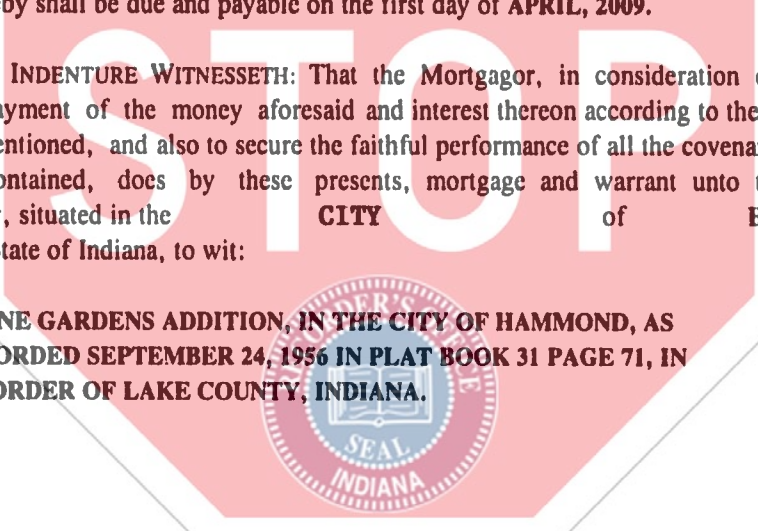 by shall be due and payable on the first day of APRIL, 2009.
STOP
INDENTURE WITNESSETH: That the Mortgagor, in consideration
yment of the money aforesaid and interest thereon according to the
entioned, and also to secure the faithful performance of all the
ontained, does by these presents, mortgage and warrant unto
, situated in the CITY of
tate of Indiana, to wit:
NE GARDENS ADDITION, IN THE CITY OF HAMMOND, AS
ORDED SEPTEMBER 24, 1956 IN PLAT BOOK 31 PAGE 71, IN
ORDER OF LAKE COUNTY, INDIANA.
SEAL
INDIANA